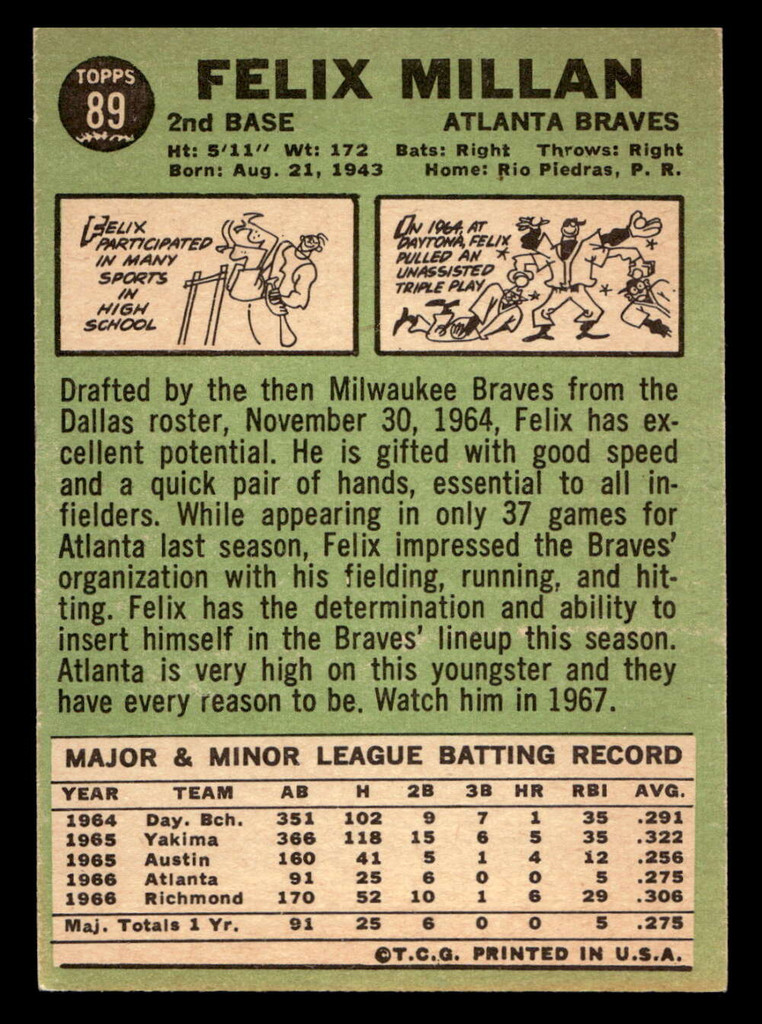 TOPPS
89
FELIX MILLAN
2nd BASE ATLANTA BRAVES
Ht: 5'11" Wt: 172 Bats: Right Throws: Right
Born: Aug. 21, 1943 Home: Rio Piedras, P. R.
FELIX
PARTICIPATED
IN MANY
SPORTS
IN
HIGH
SCHOOL
IN 1964, AT
DAYTONA, FELIX
PULLED AN
UNASSISTED
TRIPLE PLAY
Drafted by the then Milwaukee Braves from the
Dallas roster, November 30, 1964, Felix has ex-
cellent potential. He is gifted with good speed
and a quick pair of hands, essential to all in-
fielders. While appearing in only 37 games for
Atlanta last season, Felix impressed the Braves'
organization with his fielding, running, and hit-
ting. Felix has the determination and ability to
insert himself in the Braves' lineup this season.
Atlanta is very high on this youngster and they
have every reason to be. Watch him in 1967.
MAJOR & MINOR LEAGUE BATTING RECORD
YEAR TEAM AB H 2B 3B HR RBI AVG.
1964 Day. Bch. 351 102 9 7 1 35 .291
1965 Yakima 366 118 15 6 5 35 .322
1965 Austin 160 41 5 1 4 12 .256
1966 Atlanta 91 25 6 0 0 5 .275
1966 Richmond 170 52 10 1 6 29 .306
Maj. Totals 1 Yr. 91 25 6 0 0 5 .275
©T.C.G. PRINTED IN U.S.A.